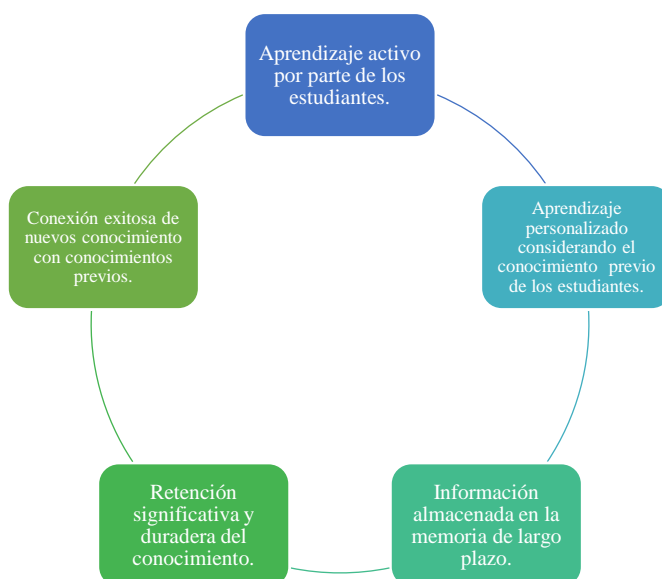 Aprendizaje activo
por parte de los
estudiantes.
Aprendizaje
personalizado
considerando el
conocimiento previo
de los estudiantes.
Información
almacenada en la
memoria de largo
plazo.
Retención
significativa y
duradera del
conocimiento.
Conexión exitosa de
nuevos conocimiento
con conocimientos
previos.